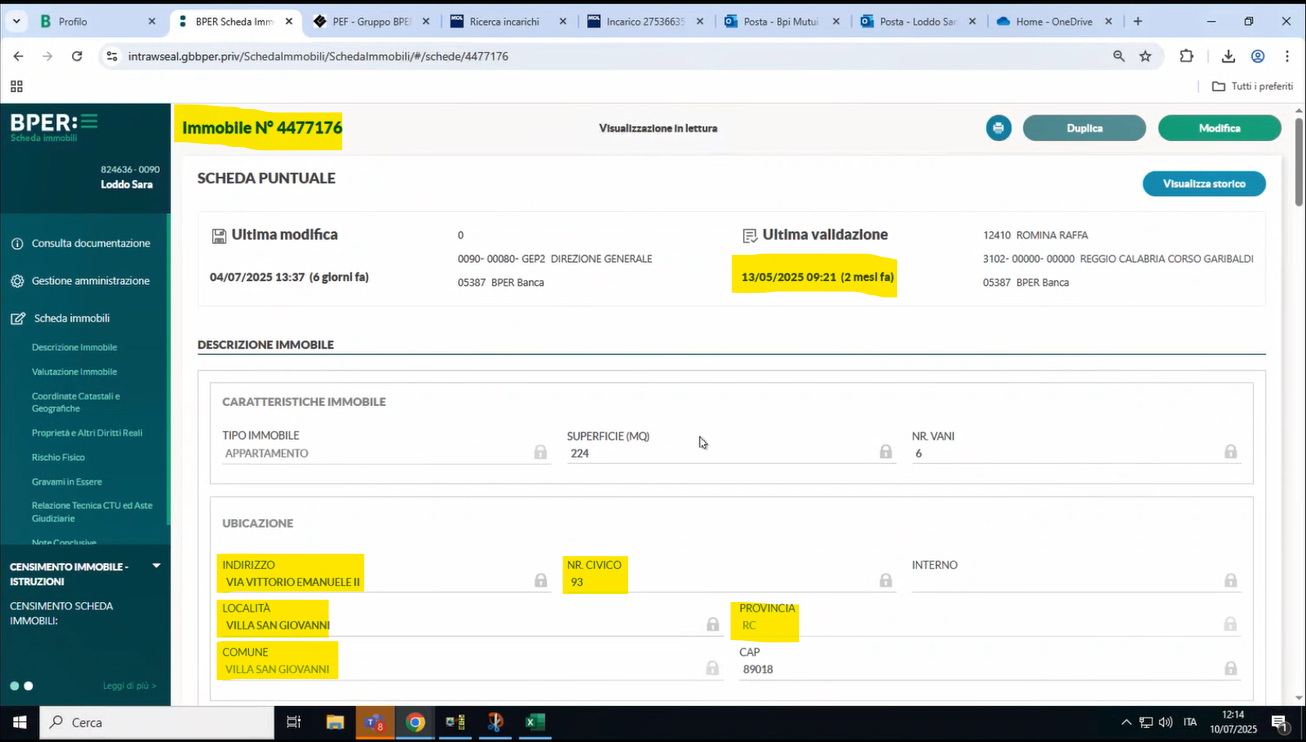 Profilo
BPER Scheda Imm
PEF - Gruppo BPE
Ricerca incarichi
Incarico 27536635
Posta - Bpi Mutui
Posta - Loddo Sa
Home - OneDrive
intrawseal.gbbper.priv/SchedaImmobili/SchedaImmobili/#/schede/4477176
Tutti i preferiti
BPER:
Scheda immobili
824636 - 0090
Loddo Sara
Consulta documentazione
Gestione amministrazione
Scheda immobili
Descrizione Immobile
Valutazione Immobile
Coordinate Catastali e
Geografiche
Proprietà e Altri Diritti Reali
Rischio Fisico
Gravami in Essere
Relazione Tecnica CTU ed Aste
Giudiziarie
Note Conclusive
CENSIMENTO IMMOBILE -
ISTRUZIONI
CENSIMENTO SCHEDA
IMMOBILI:
Leggi di più >
Immobile N° 4477176
Visualizzazione in lettura
Duplica
Modifica
SCHEDA PUNTUALE
Visualizza storico
Ultima modifica
04/07/2025 13:37 (6 giorni fa)
0
0090- 00080- GEP2 DIREZIONE GENERALE
05387 BPER Banca
Ultima validazione
13/05/2025 09:21 (2 mesi fa)
12410 ROMINA RAFFA
3102- 00000- 00000 REGGIO CALABRIA CORSO GARIBALDI
05387 BPER Banca
DESCRIZIONE IMMOBILE
CARATTERISTICHE IMMOBILE
TIPO IMMOBILE
APPARTAMENTO
SUPERFICIE (MQ)
224
NR. VANI
6
UBICAZIONE
INDIRIZZO
VIA VITTORIO EMANUELE II
NR. CIVICO
93
INTERNO
LOCALITÀ
VILLA SAN GIOVANNI
PROVINCIA
RC
COMUNE
VILLA SAN GIOVANNI
CAP
89018
Cerca
8
ITA
12:14
10/07/2025
1